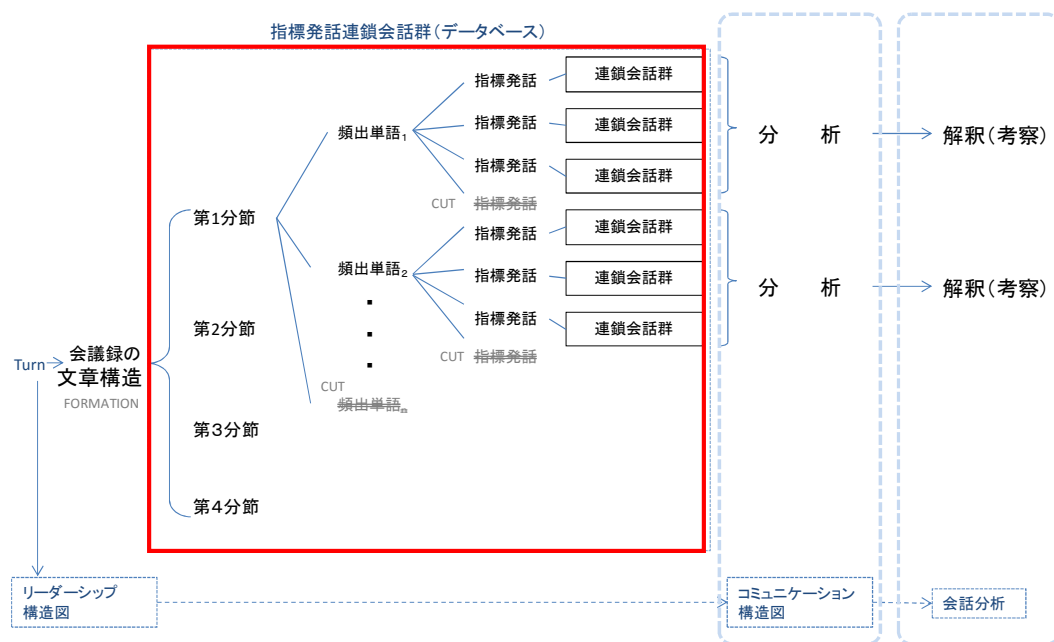 指標発話連鎖会話群(データベース)
指標発話
連鎖会話群
頻出単語1
指標発話
連鎖会話群
指標発話
連鎖会話群
CUT 指標発話
第1分節
指標発話
連鎖会話群
頻出単語2
指標発話
連鎖会話群
・
・
・
指標発話
連鎖会話群
CUT 指標発話
CUT
頻出単語n
第2分節
第3分節
第4分節
Turn
会議録の
文章構造
FORMATION
分 析
解釈(考察)
分 析
解釈(考察)
リーダーシップ
構造図
コミュニケーション
構造図
会話分析